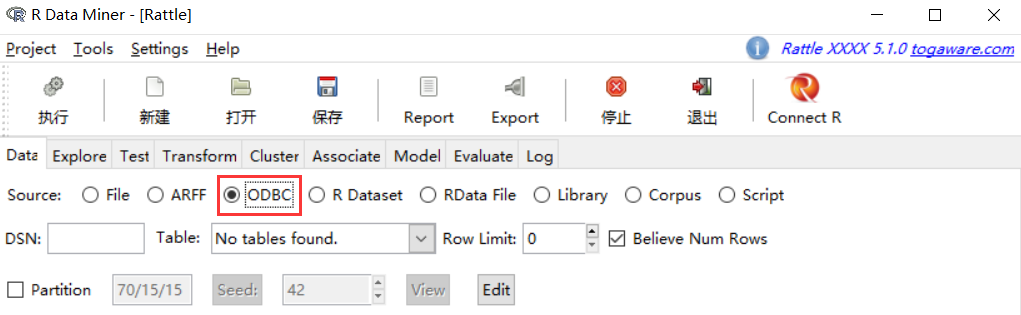 R Data Miner - [Rattle]
Project Tools Settings Help Rattle XXXX 5.1.0 togaware.com
执行 新建 打开 保存 Report Export 停止 退出 Connect R
Data Explore Test Transform Cluster Associate Model Evaluate Log
Source: File ARFF ODBC R Dataset RData File Library Corpus Script
DSN: Table: No tables found. Row Limit: 0 Believe Num Rows
Partition 70/15/15 Seed: 42 View Edit